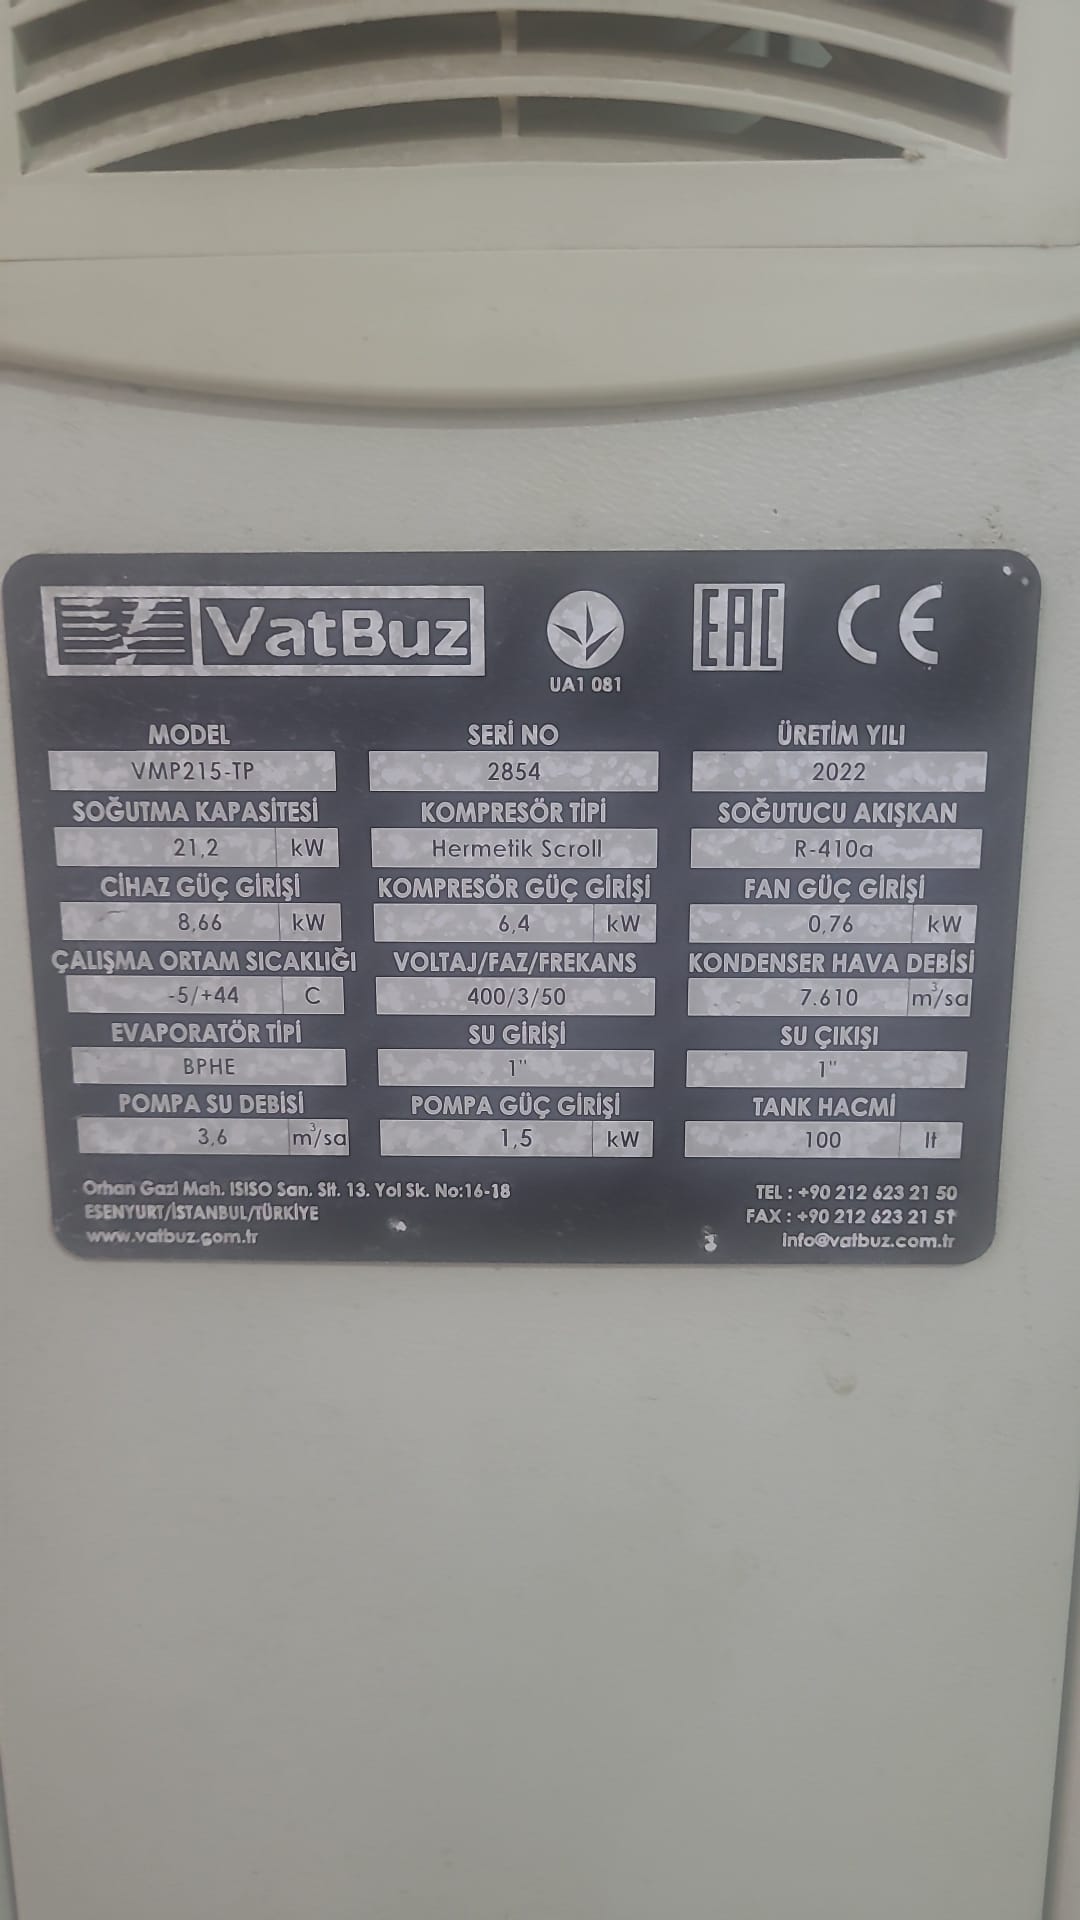 VatBuz
UA1 081
EAC
CE
MODEL SERİ NO ÜRETİM YILI
VMP215-TP 2854 2022
SOĞUTMA KAPASİTESİ KOMPRESÖR TİPİ SOĞUTUCU AKIŞKAN
21,2 kW Hermetik Scroll R-410a
CİHAZ GÜÇ GİRİŞİ KOMPRESÖR GÜÇ GİRİŞİ FAN GÜÇ GİRİŞİ
8,66 kW 6,4 kW 0,76 kW
ÇALIŞMA ORTAM SICAKLIĞI VOLTAJ/FAZ/FREKANS KONDENSER HAVA DEBİSİ
-5/+44 C 400/3/50 7.610 m³/sa
EVAPORATÖR TİPİ SU GİRİŞİ SU ÇIKIŞI
BPHE 1" 1"
POMPA SU DEBİSİ POMPA GÜÇ GİRİŞİ TANK HACMİ
3,6 m³/sa 1,5 kW 100 lt
Orhan Gazi Mah. ISISO San. Sit. 13. Yol Sk. No:16-18 TEL : +90 212 623 21 50
ESENYURT/İSTANBUL/TÜRKİYE FAX : +90 212 623 21 51
www.vatbuz.com.tr info@vatbuz.com.tr